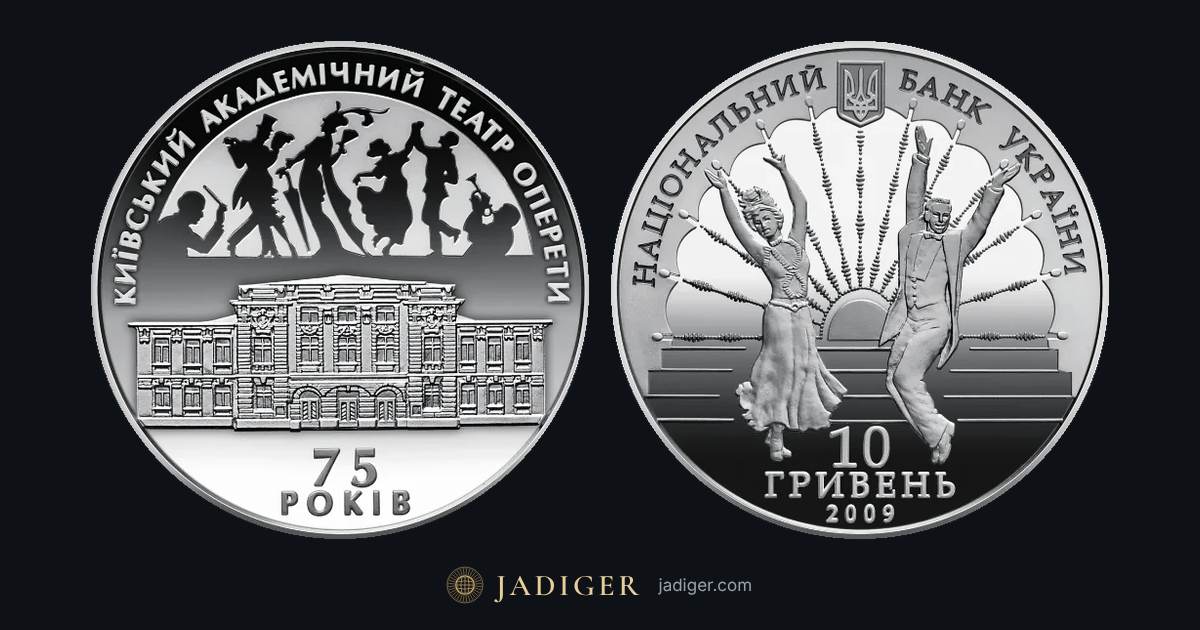 КИЇВСЬКИЙ АКАДЕМІЧНИЙ ТЕАТР ОПЕРЕТИ
75
РОКІВ
НАЦІОНАЛЬНИЙ БАНК УКРАЇНИ
10
ГРИВЕНЬ
2009
JADIGER jadiger.com